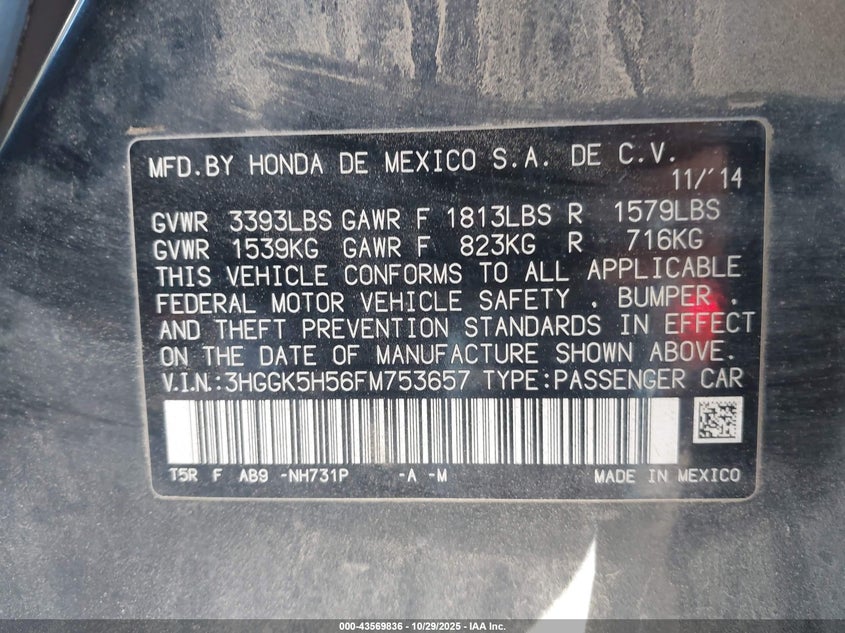 MFD.BY HONDA DE MEXICO S.A. DE C.V.
11/'14
GVWR 3393LBS GAWR F 1813LBS R 1579LBS
GVWR 1539KG GAWR F 823KG R 716KG
THIS VEHICLE CONFORMS TO ALL APPLICABLE
FEDERAL MOTOR VEHICLE SAFETY , BUMPER ,
AND THEFT PREVENTION STANDARDS IN EFFECT
ON THE DATE OF MANUFACTURE SHOWN ABOVE.
V.I.N.:3HGGK5H56FM753657 TYPE:PASSENGER CAR
T5R F AB9 -NH731P -A -M MADE IN MEXICO
000-43569836 - 10/29/2025 - IAA Inc.